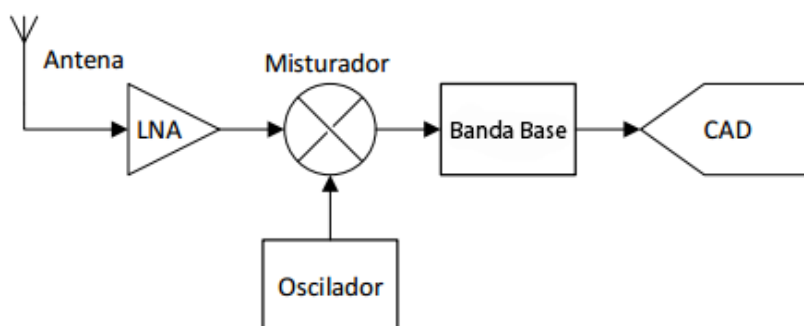 Antena
Misturador
LNA
Banda Base
CAD
Oscilador